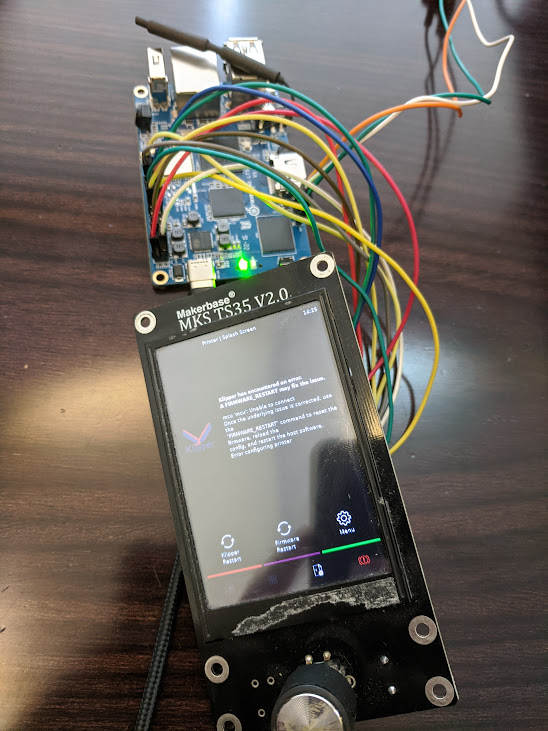 Makerbase®
MKS TS35 V2.0
Printer | Splash Screen
14:25
Klipper has encountered an error.
A FIRMWARE_RESTART may fix the issue.
mcu 'mcu': Unable to connect
Once the underlying issue is corrected, use
the
"FIRMWARE_RESTART" command to reset the
firmware, reload the
config, and restart the host software.
Error configuring printer
Klipper
Klipper
Restart
Firmware
Restart
Menu